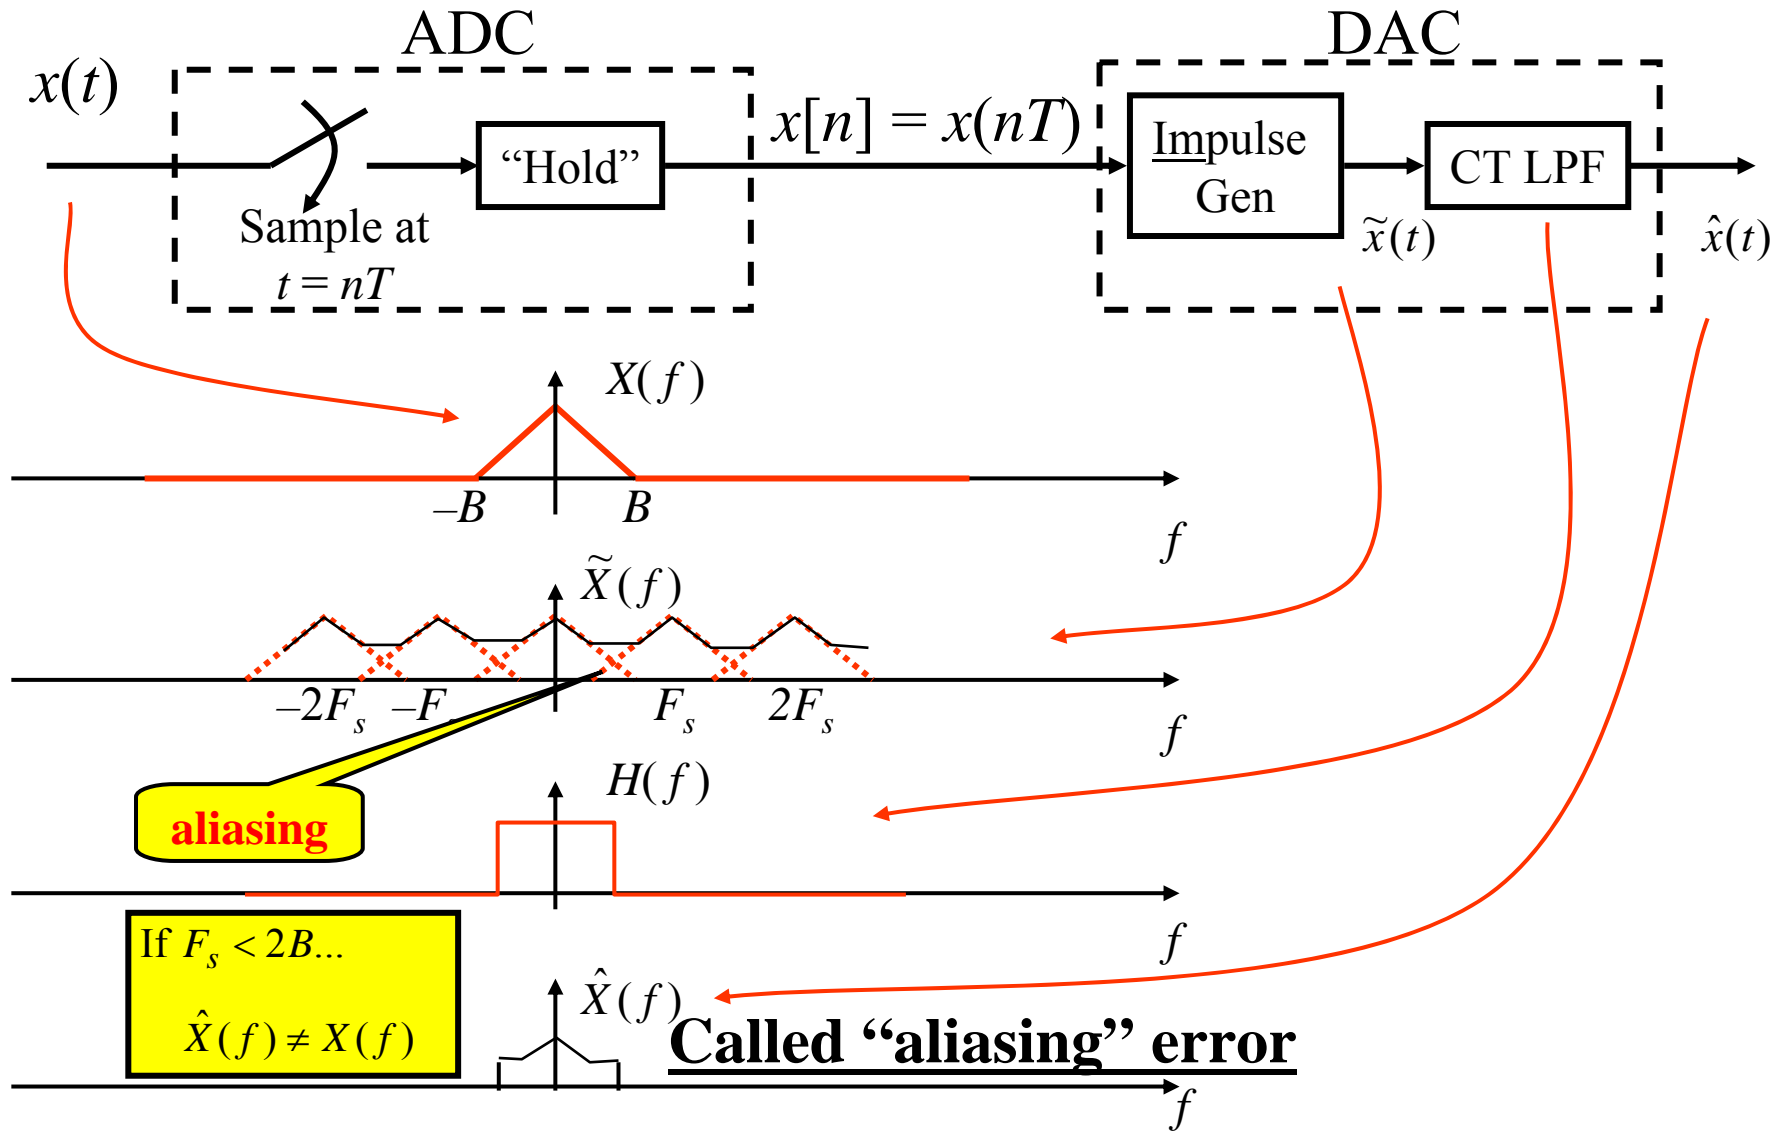 ADC
DAC
x(t)
"Hold"
x[n] = x(nT)
Impulse
Gen
CT LPF
Sample at
t = nT
x̃(t)
x̂(t)
X(f)
–B
B
f
X̃(f)
–2Fₛ
–F
Fₛ
2Fₛ
f
H(f)
aliasing
f
If Fₛ < 2B...
X̂(f) ≠ X(f)
X̂(f)
Called “aliasing” error
f